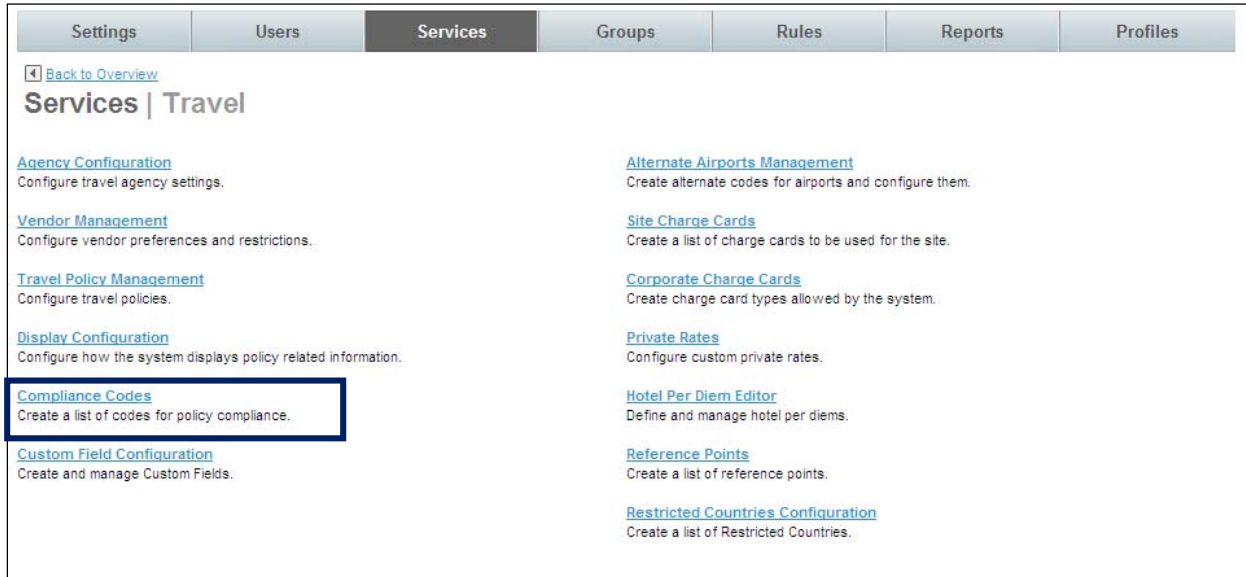 Settings Users Services Groups Rules Reports Profiles
Back to Overview
Services | Travel
Agency Configuration
Configure travel agency settings.
Vendor Management
Configure vendor preferences and restrictions.
Travel Policy Management
Configure travel policies.
Display Configuration
Configure how the system displays policy related information.
Compliance Codes
Create a list of codes for policy compliance.
Custom Field Configuration
Create and manage Custom Fields.
Alternate Airports Management
Create alternate codes for airports and configure them.
Site Charge Cards
Create a list of charge cards to be used for the site.
Corporate Charge Cards
Create charge card types allowed by the system.
Private Rates
Configure custom private rates.
Hotel Per Diem Editor
Define and manage hotel per diems.
Reference Points
Create a list of reference points.
Restricted Countries Configuration
Create a list of Restricted Countries.